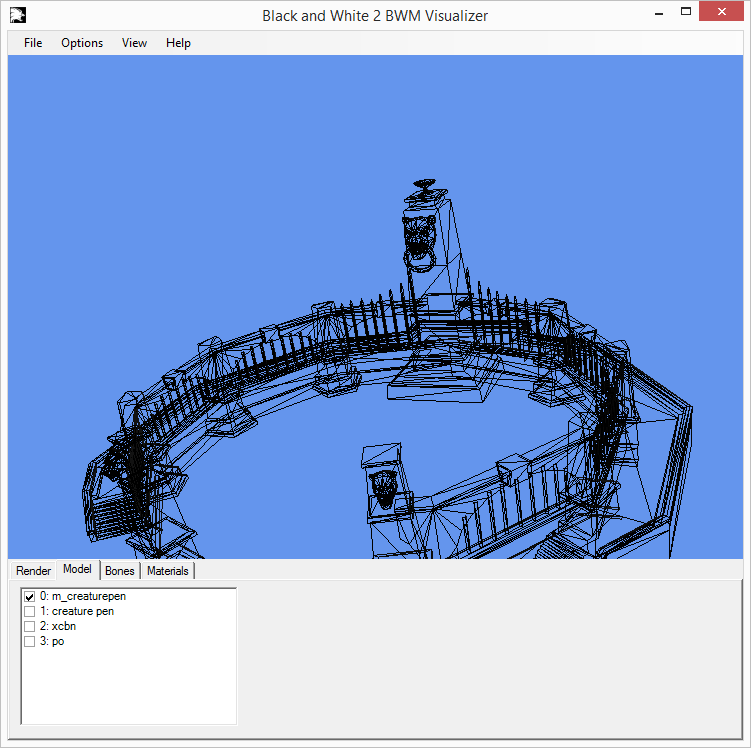 Black and White 2 BWM Visualizer
File Options View Help
Render Model Bones Materials
0: m_creaturepen
1: creature pen
2: xcbn
3: po